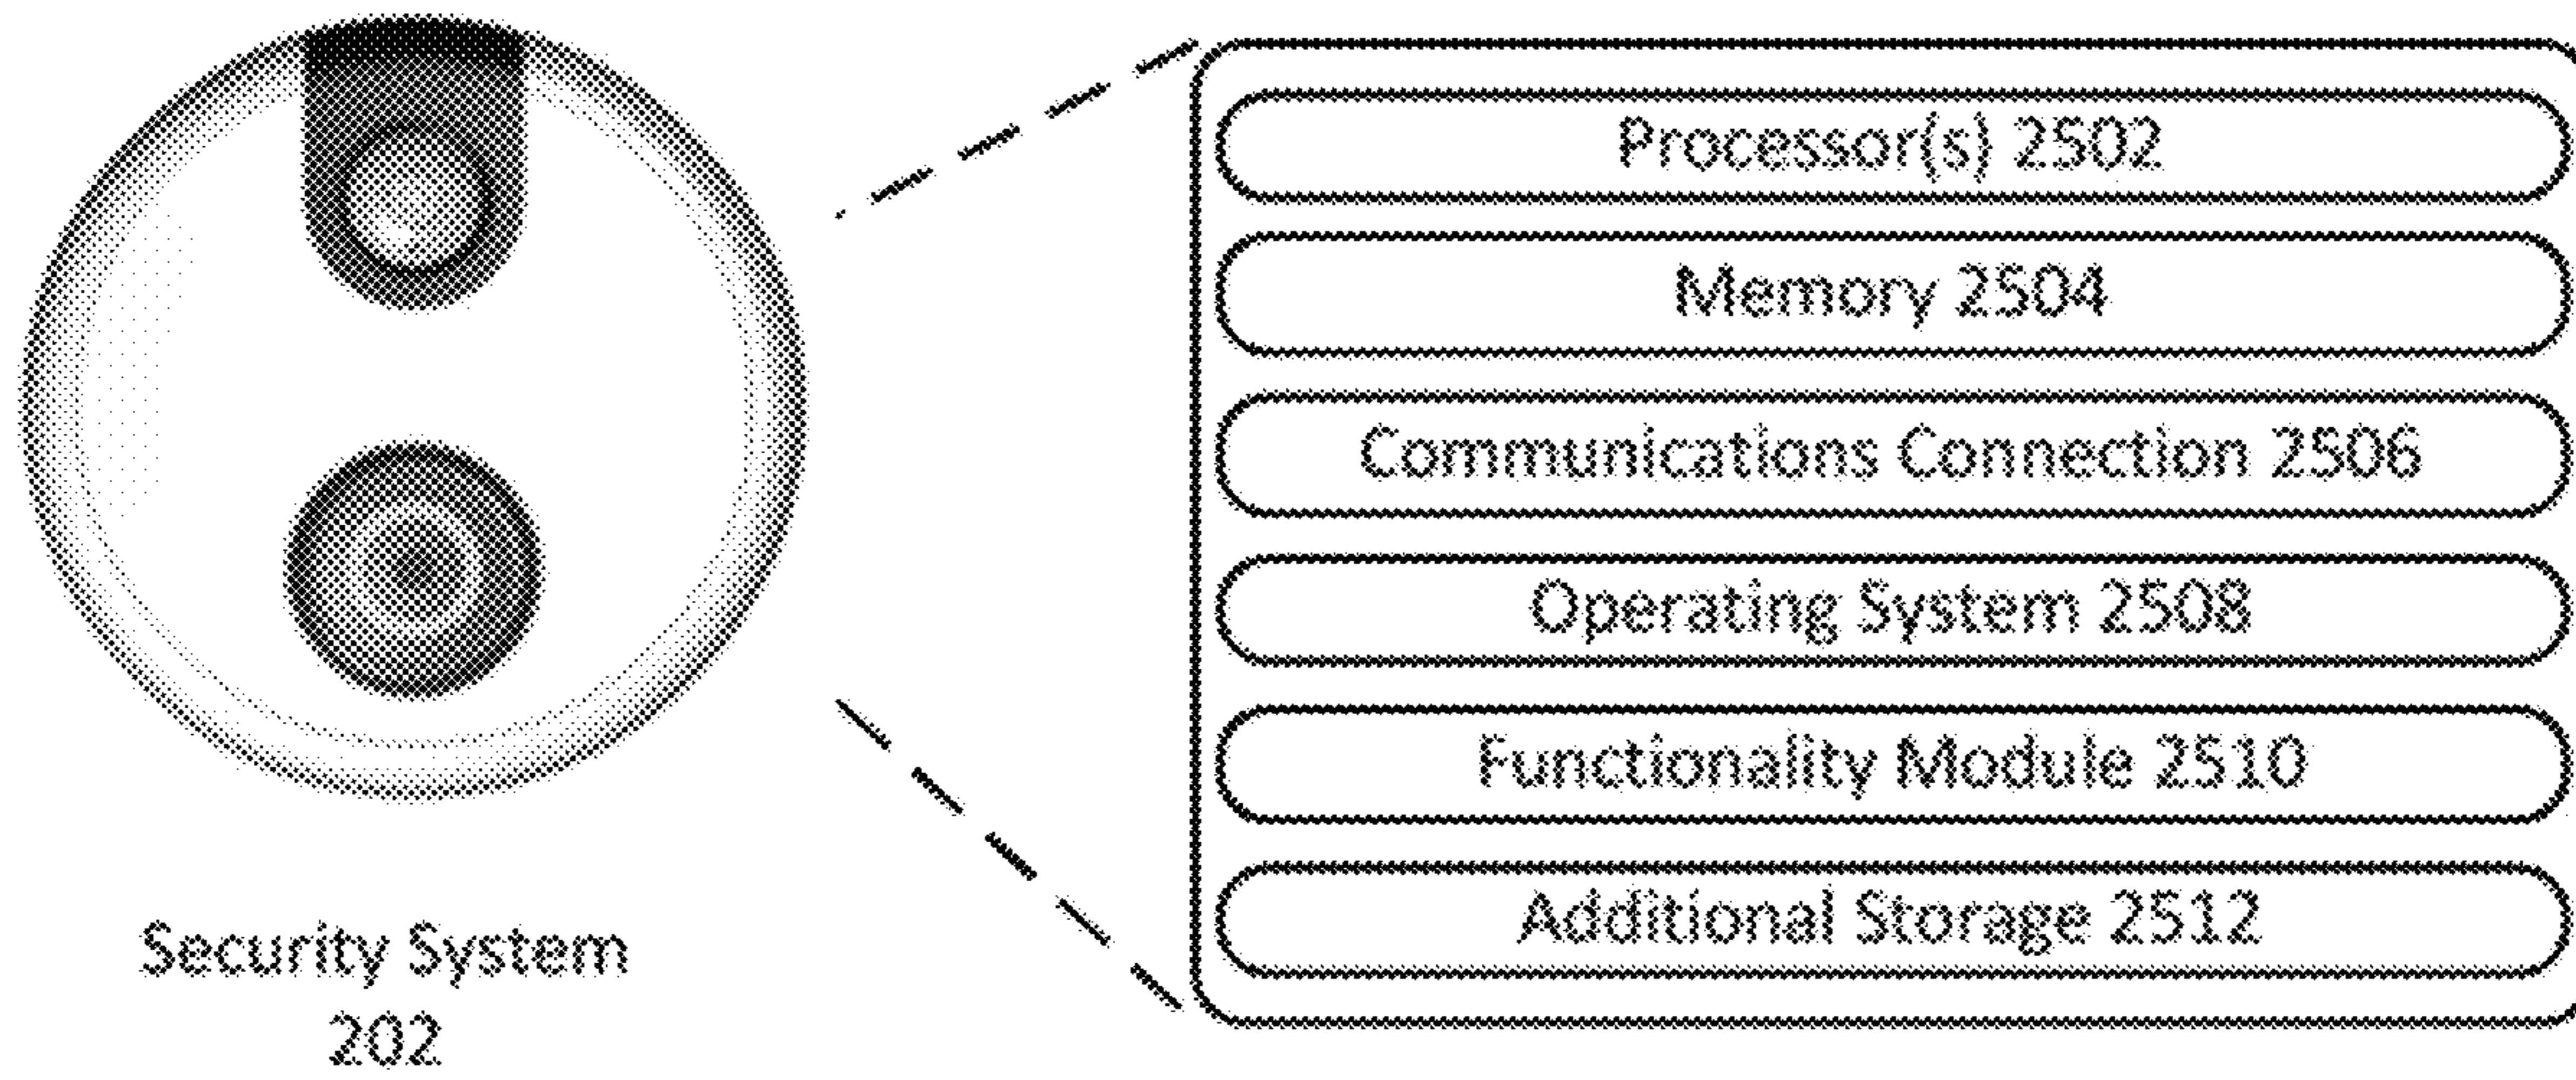 Processor(s) 2502
Memory 2504
Communications Connection 2506
Operating System 2508
Functionality Module 2510
Additional Storage 2512
Security System
202